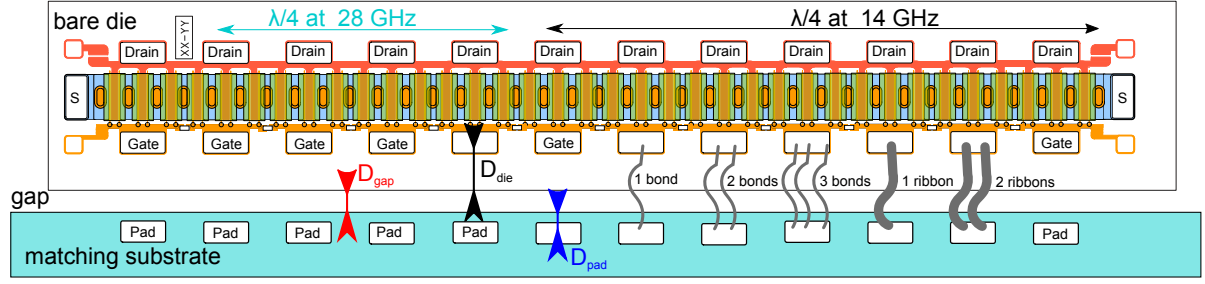 bare die
XX-YY
λ/4 at 28 GHz
λ/4 at 14 GHz
Drain Drain Drain Drain Drain Drain Drain Drain Drain Drain Drain Drain
S S
Gate Gate Gate Gate Gate Gate
D_gap
D_die
1 bond 2 bonds 3 bonds 1 ribbon 2 ribbons
gap
Pad Pad Pad Pad Pad Pad
matching substrate
D_pad